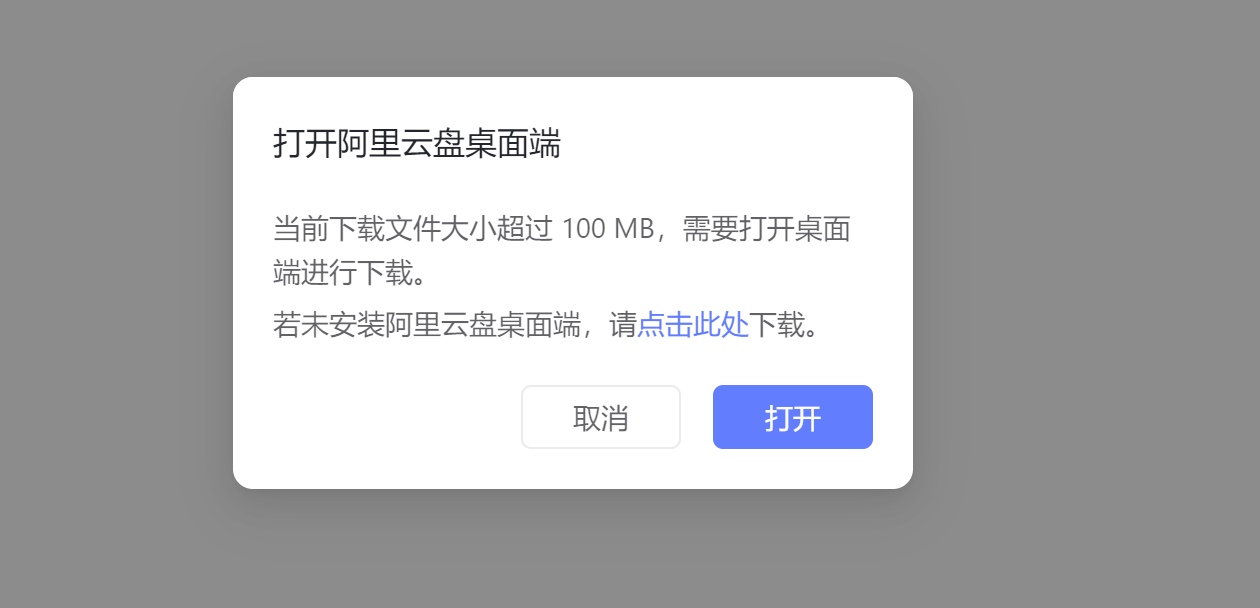 打开阿里云盘桌面端
当前下载文件大小超过 100 MB，需要打开桌面
端进行下载。
若未安装阿里云盘桌面端，请点击此处下载。
取消
打开